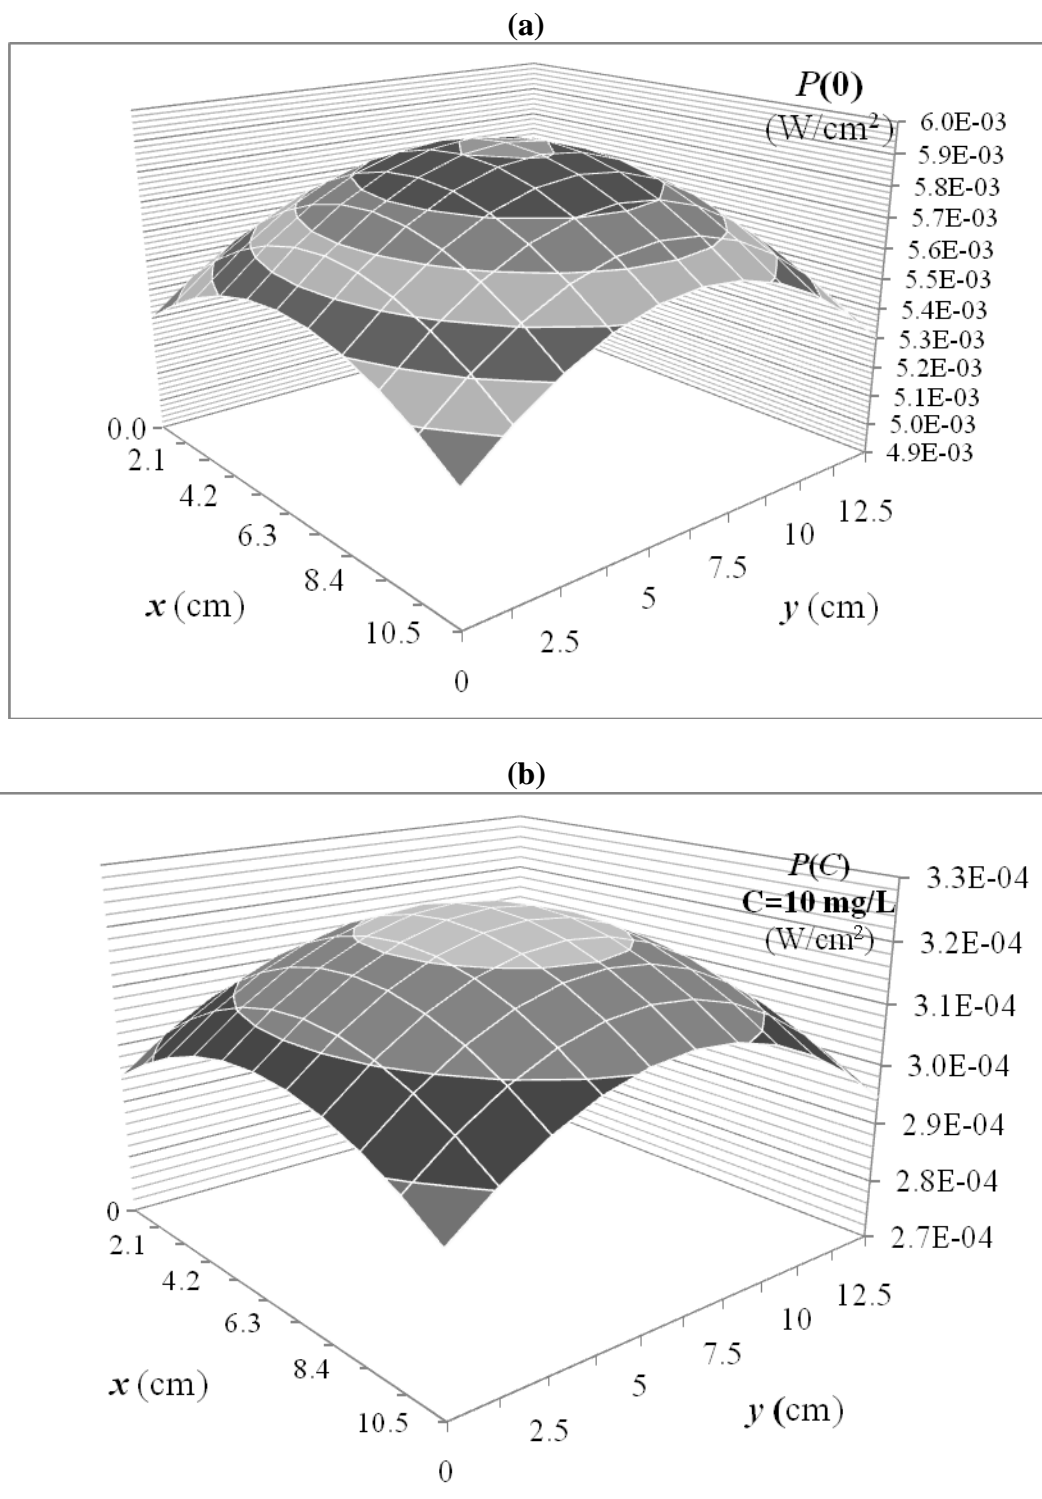 (a)
P(0)
(W/cm²)
6.0E-03
5.9E-03
5.8E-03
5.7E-03
5.6E-03
5.5E-03
5.4E-03
5.3E-03
5.2E-03
5.1E-03
5.0E-03
4.9E-03
0.0
2.1
4.2
6.3
8.4
10.5
x (cm)
0
2.5
5
7.5
10
12.5
y (cm)
(b)
P(C)
C=10 mg/L
(W/cm²)
3.3E-04
3.2E-04
3.1E-04
3.0E-04
2.9E-04
2.8E-04
2.7E-04
0
2.1
4.2
6.3
8.4
10.5
x (cm)
0
2.5
5
7.5
10
12.5
y (cm)